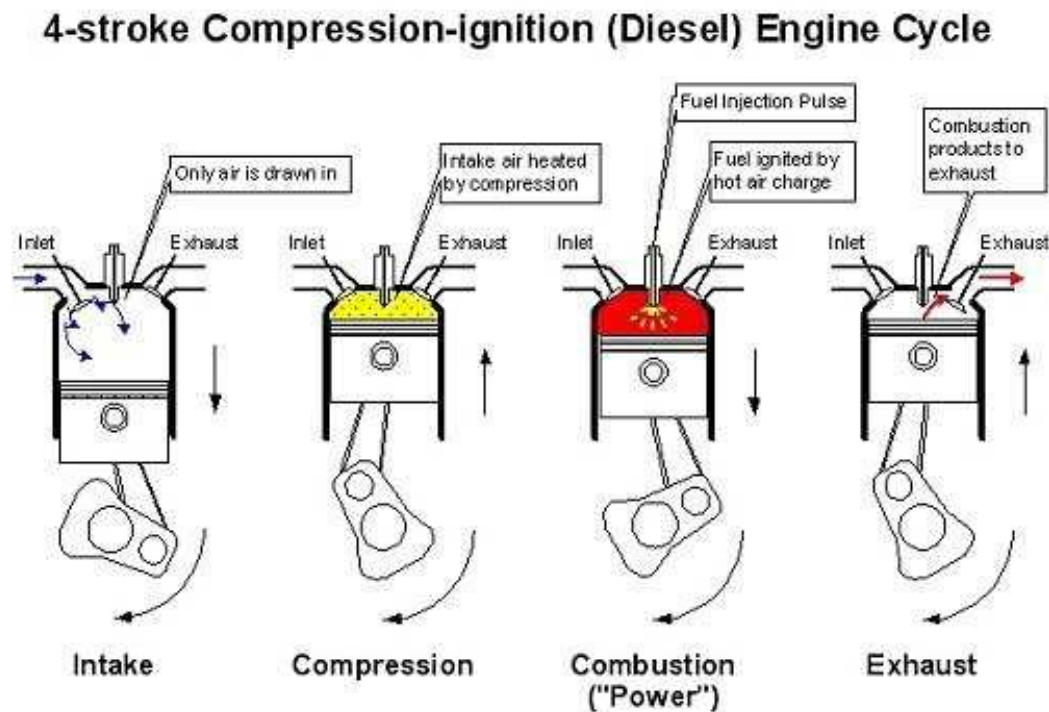 4-stroke Compression-ignition (Diesel) Engine Cycle
Only air is drawn in
Inlet
Exhaust
Intake air heated
by compression
Inlet
Exhaust
Fuel Injection Pulse
Fuel ignited by
hot air charge
Inlet
Exhaust
Combustion
products to
exhaust
Inlet
Exhaust
Intake
Compression
Combustion
("Power")
Exhaust